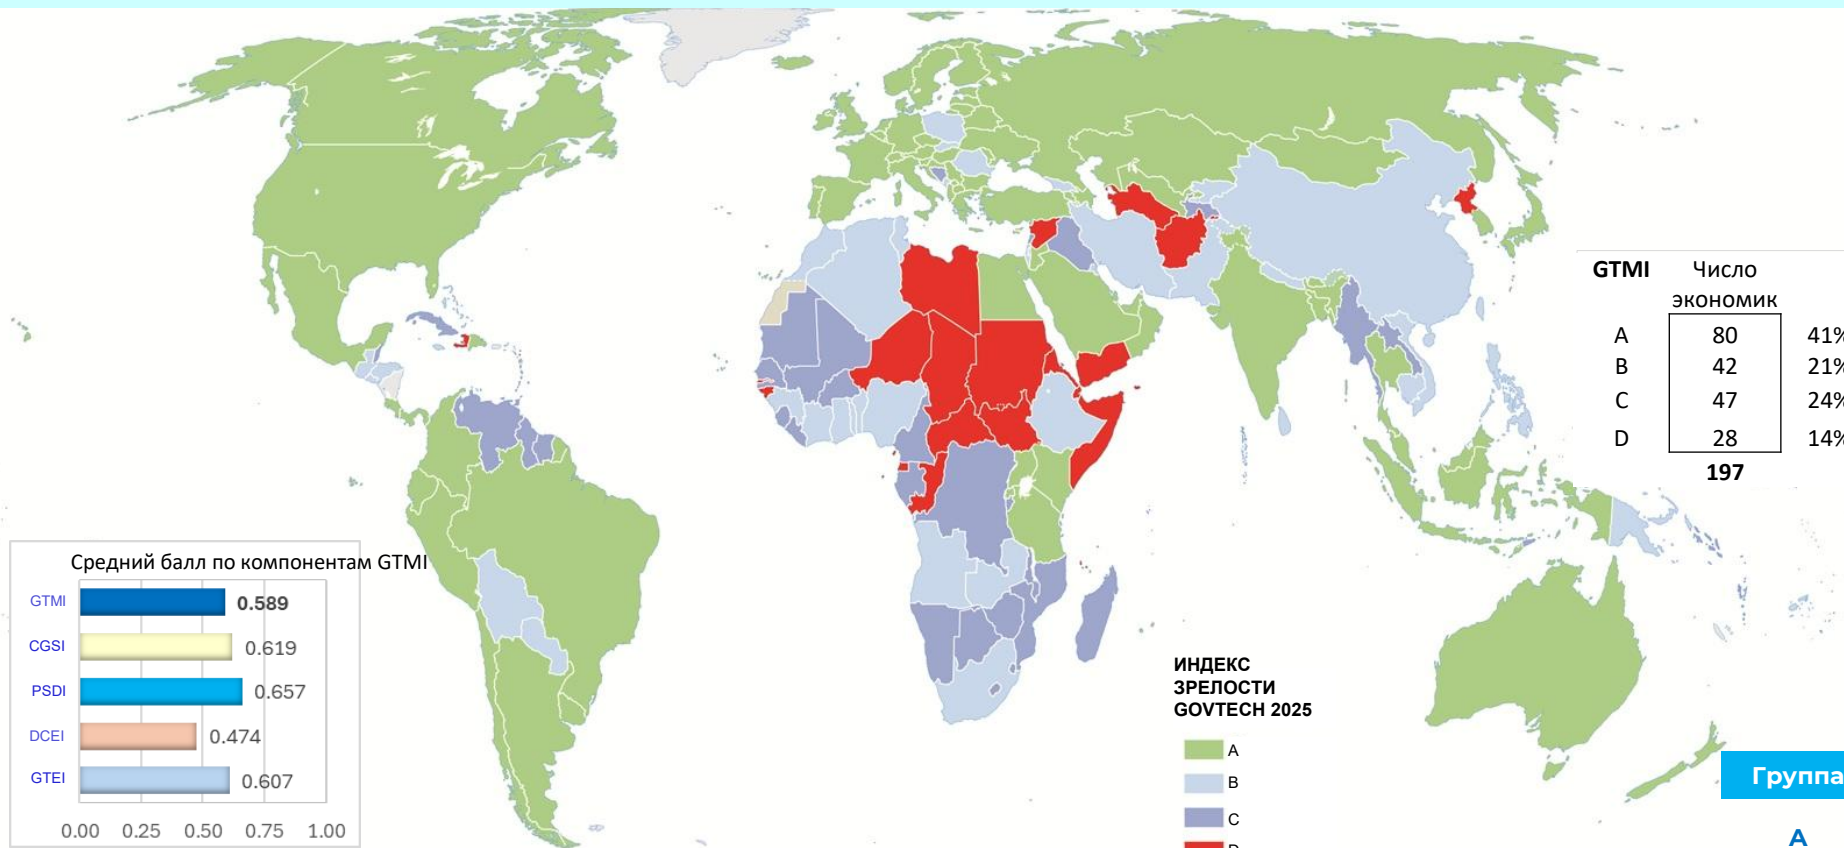 GTMI Число
экономик
A 80 41%
B 42 21%
C 47 24%
D 28 14%
197
Средний балл по компонентам GTMI
GTMI 0.589
CGSI 0.619
PSDI 0.657
DCEI 0.474
GTEI 0.607
0.00 0.25 0.50 0.75 1.00
ИНДЕКС
ЗРЕЛОСТИ
GOVTECH 2025
A
B
C
D
Группа
A